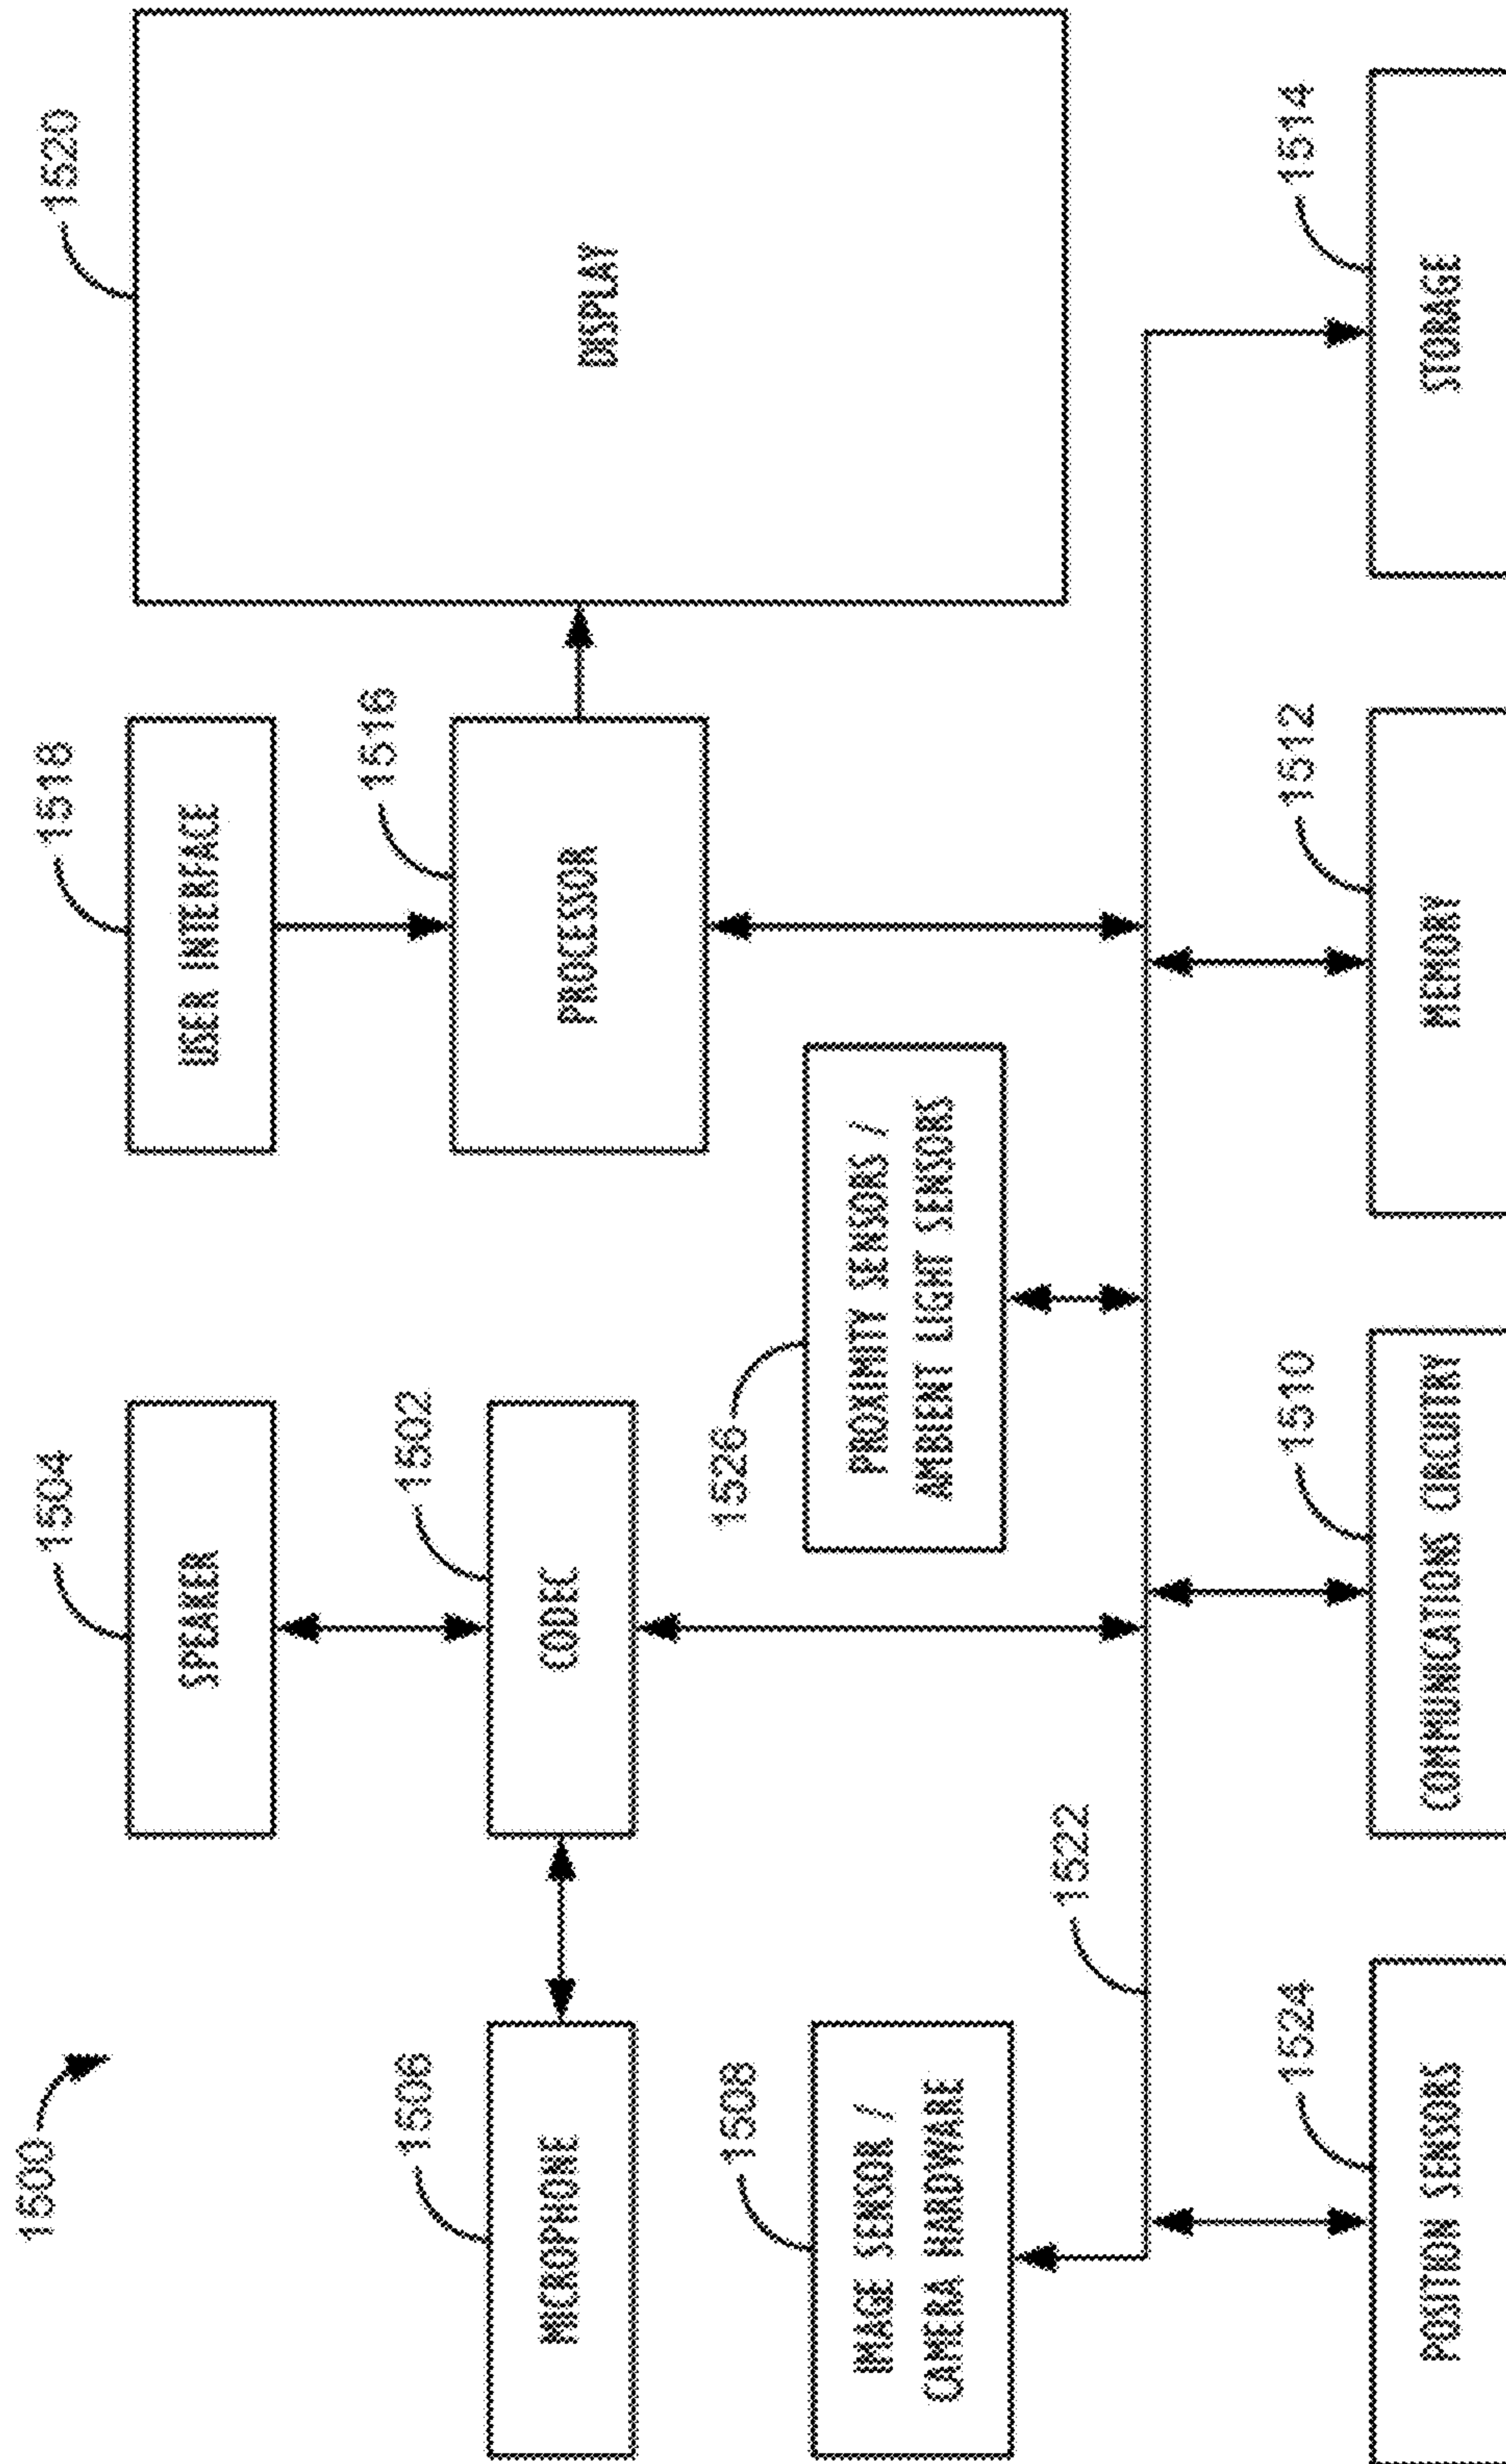 1500
1504
SPEAKER
1518
USER INTERFACE
1520
DISPLAY
1506
MICROPHONE
1502
CODEC
1516
PROCESSOR
1508
IMAGE SENSOR /
CAMERA HARDWARE
1526
PROXIMITY SENSORS /
AMBIENT LIGHT SENSORS
1522
1524
POSITION SENSORS
1510
COMMUNICATIONS CIRCUITRY
1512
MEMORY
1514
STORAGE